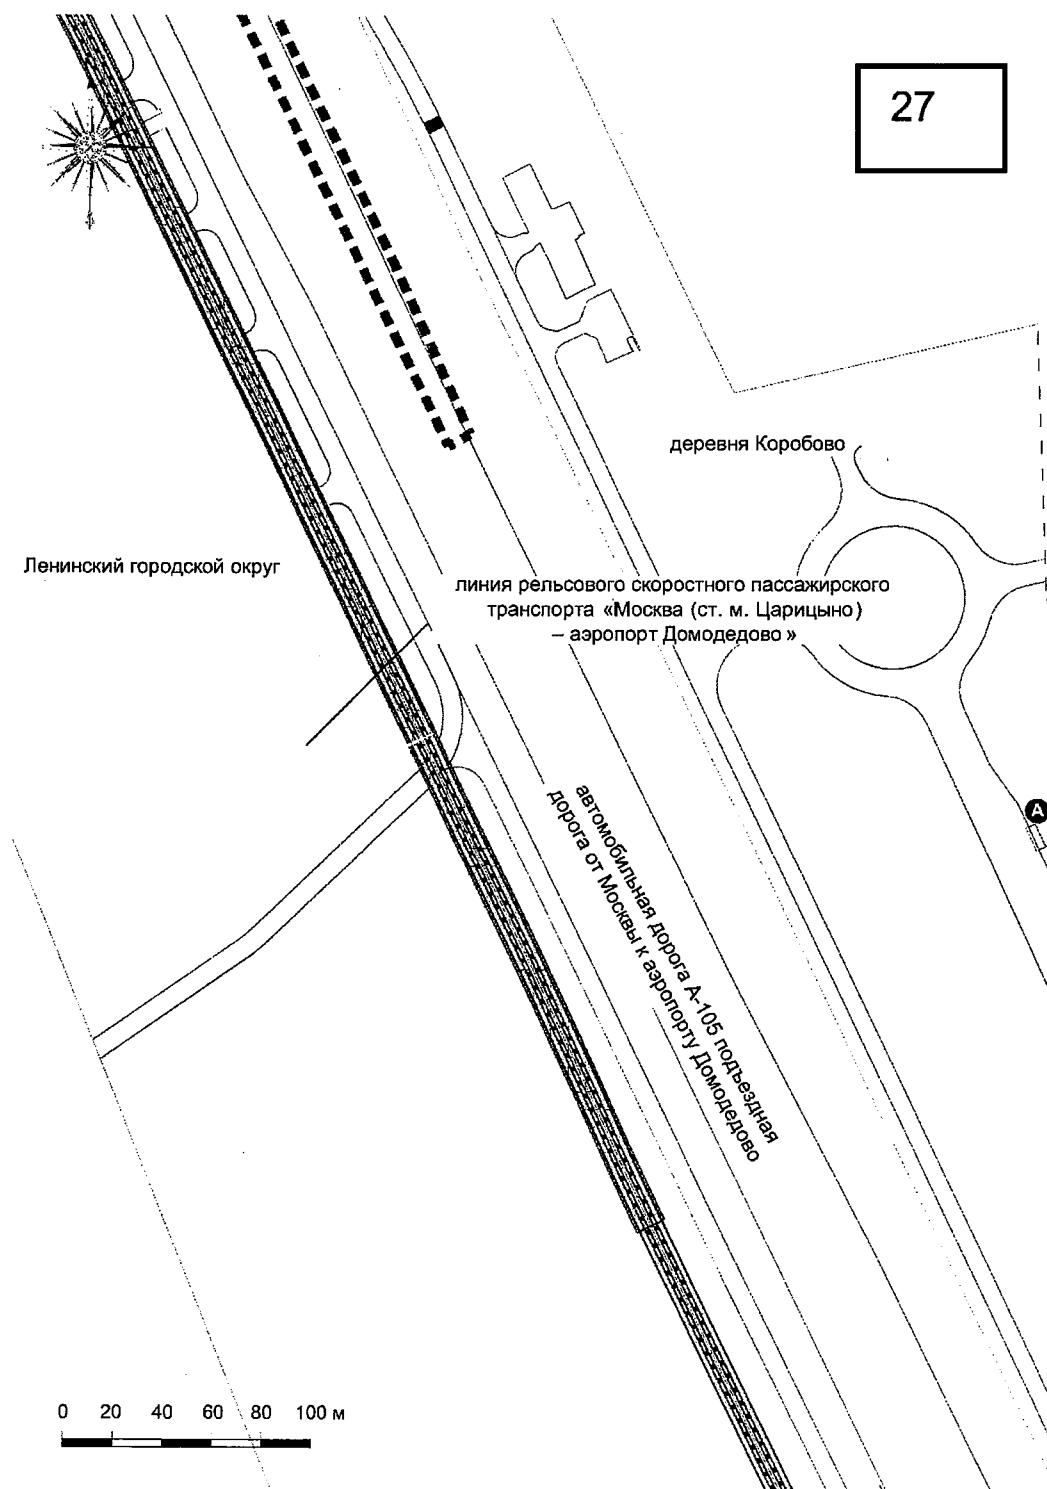 27
деревня Коробово
Ленинский городской округ
линия рельсового скоростного пассажирского
транспорта «Москва (ст. м. Царицыно)
– аэропорт Домодедово »
А
автомобильная дорога А-105 подъездная
дорога от Москвы к аэропорту Домодедово
0 20 40 60 80 100 м